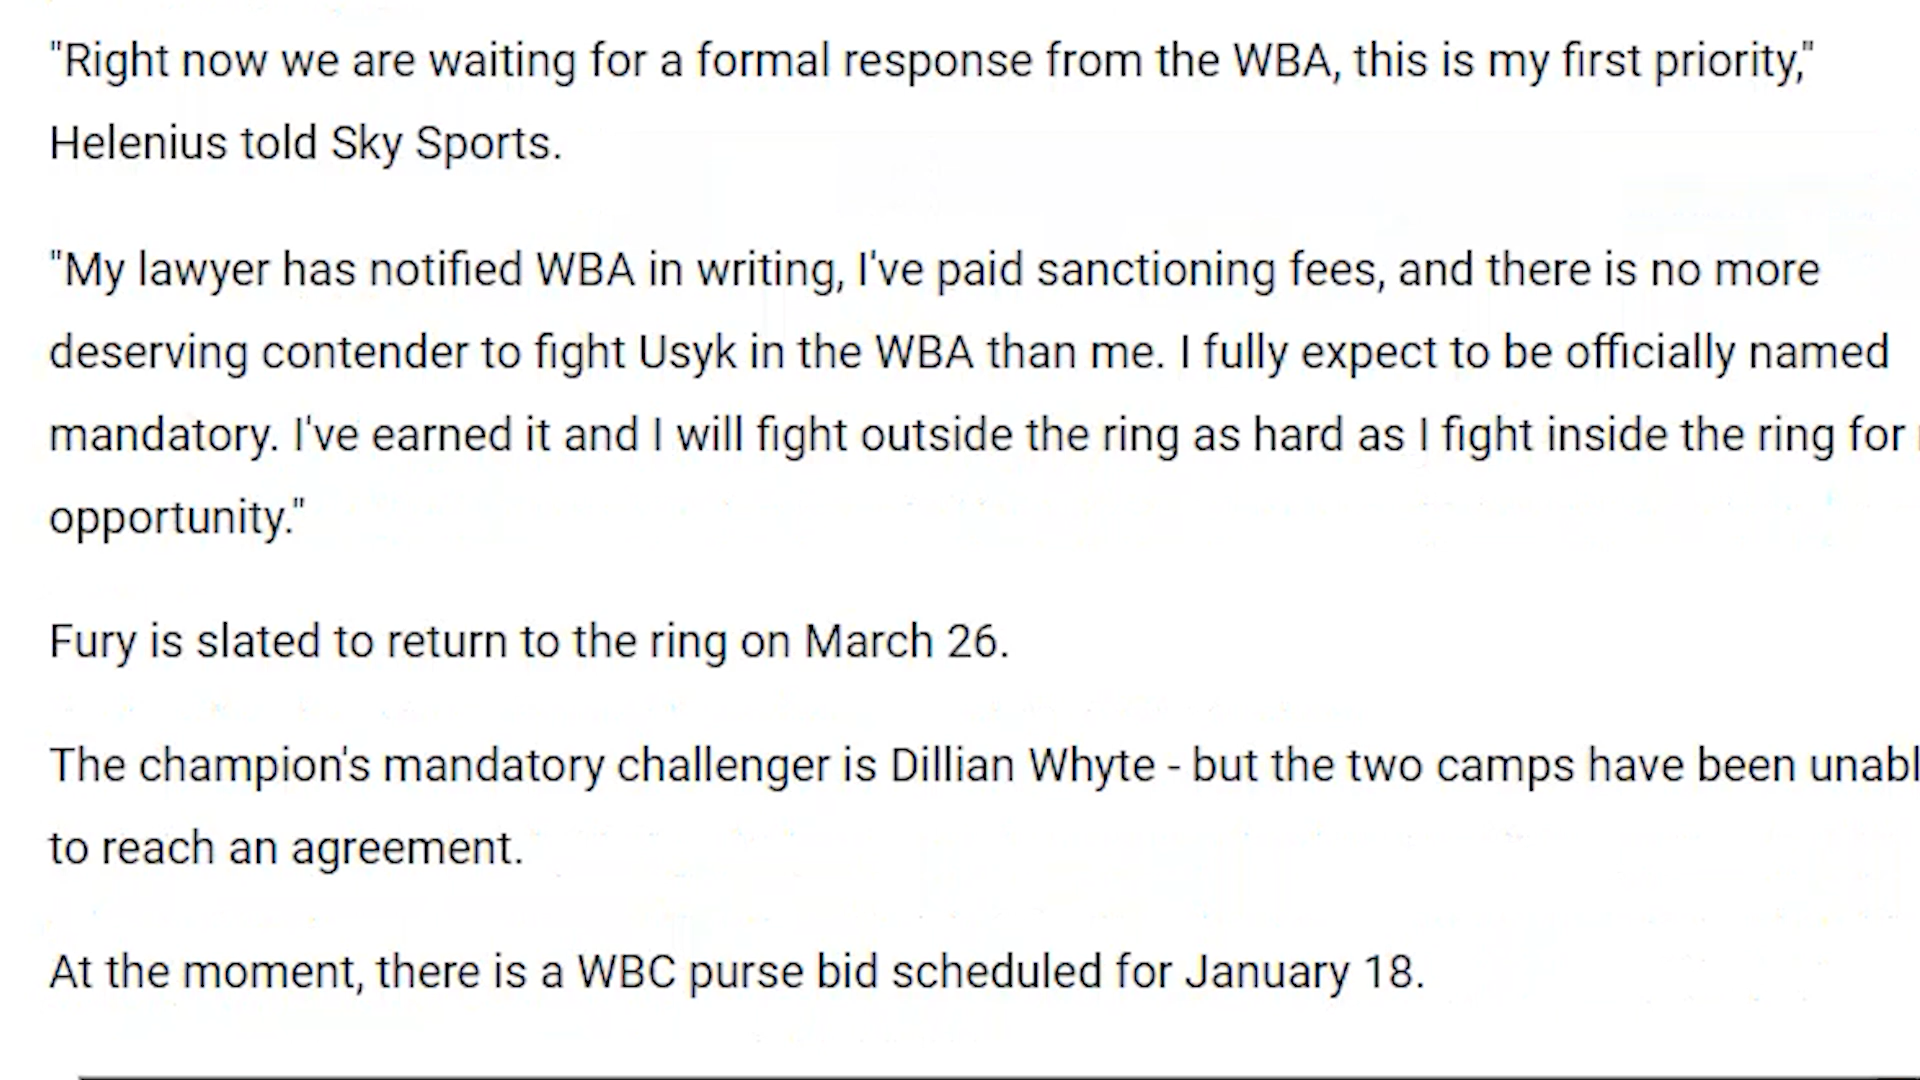 "Right now we are waiting for a formal response from the WBA, this is my first priority,"
Helenius told Sky Sports.
"My lawyer has notified WBA in writing, I've paid sanctioning fees, and there is no more
deserving contender to fight Usyk in the WBA than me. I fully expect to be officially named
mandatory. I've earned it and I will fight outside the ring as hard as I fight inside the ring for
opportunity."
Fury is slated to return to the ring on March 26.
The champion's mandatory challenger is Dillian Whyte - but the two camps have been unabl
to reach an agreement.
At the moment, there is a WBC purse bid scheduled for January 18.